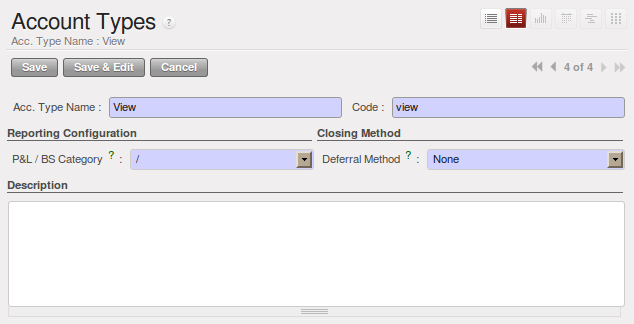 Account Types ?
Acc. Type Name : View
Save Save & Edit Cancel 4 of 4
Acc. Type Name : View Code : view
Reporting Configuration Closing Method
P&L / BS Category ? : / Deferral Method ? : None
Description